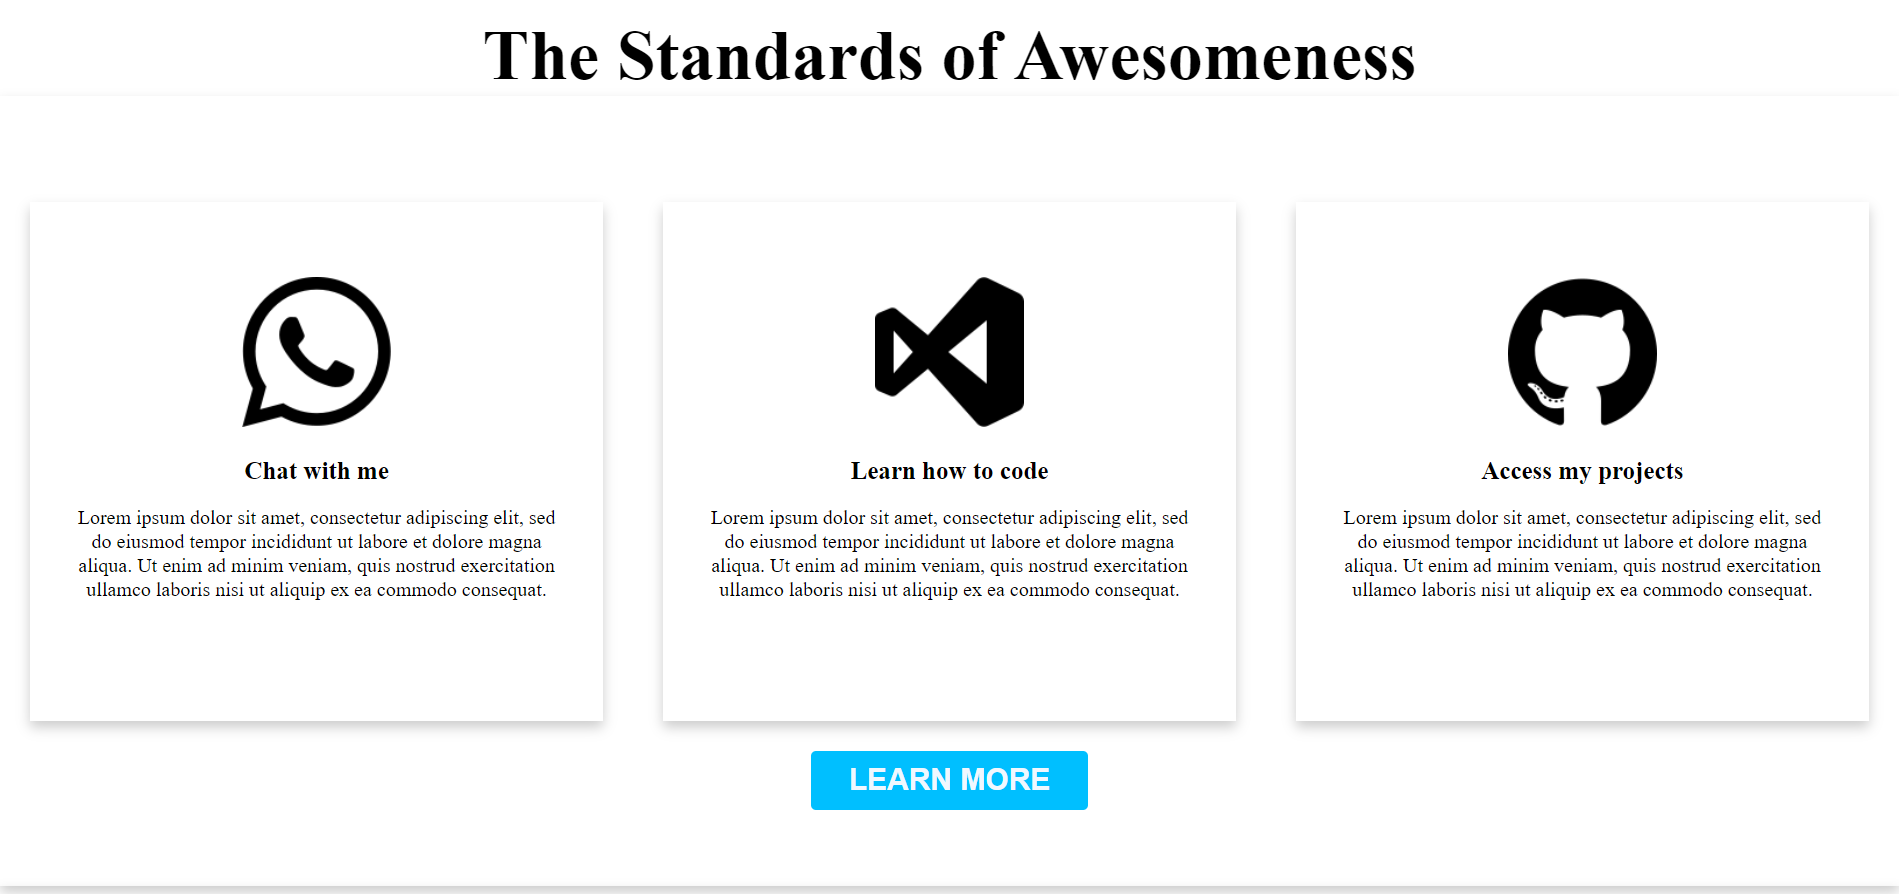 The Standards of Awesomeness
Chat with me
Lorem ipsum dolor sit amet, consectetur adipiscing elit, sed
do eiusmod tempor incididunt ut labore et dolore magna
aliqua. Ut enim ad minim veniam, quis nostrud exercitation
ullamco laboris nisi ut aliquip ex ea commodo consequat.
Learn how to code
Lorem ipsum dolor sit amet, consectetur adipiscing elit, sed
do eiusmod tempor incididunt ut labore et dolore magna
aliqua. Ut enim ad minim veniam, quis nostrud exercitation
ullamco laboris nisi ut aliquip ex ea commodo consequat.
Access my projects
Lorem ipsum dolor sit amet, consectetur adipiscing elit, sed
do eiusmod tempor incididunt ut labore et dolore magna
aliqua. Ut enim ad minim veniam, quis nostrud exercitation
ullamco laboris nisi ut aliquip ex ea commodo consequat.
LEARN MORE